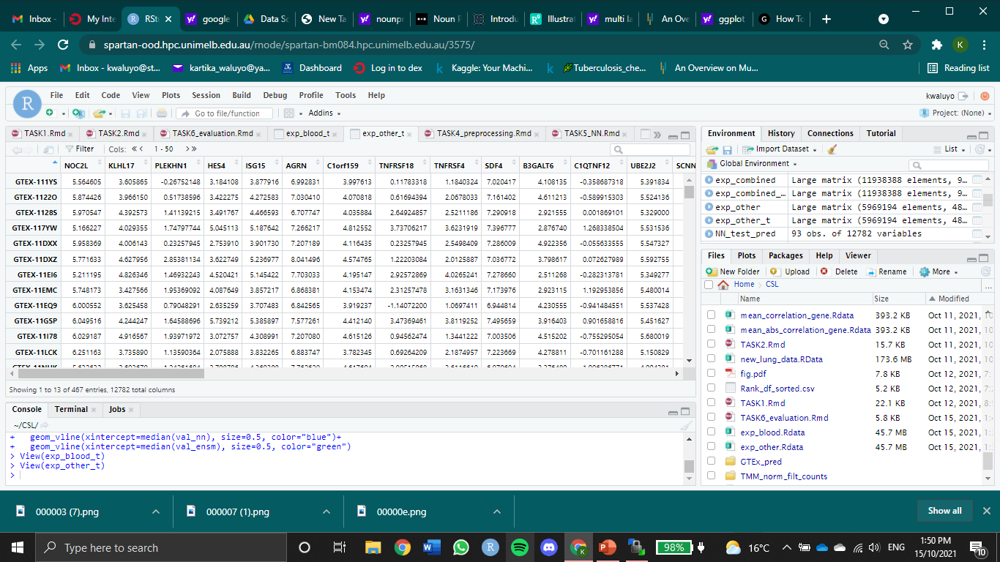 Inbox -
My Inte
RStu
google
Data Sc
New Ta
nounpr
Noun P
Introdu
Illustrat
multi la
An Ove
ggplot
How To
spartan-ood.hpc.unimelb.edu.au/rnode/spartan-bm084.hpc.unimelb.edu.au/3575/
K
Apps Inbox - kwaluyo@st... kartika_waluyo@ya... Dashboard Log in to dex Kaggle: Your Machi... Tuberculosis_che... An Overview on Mu... Reading list
R File Edit Code View Plots Session Build Debug Profile Tools Help kwaluyo
Go to file/function Addins Project: (None)
TASK1.Rmd TASK2.Rmd TASK6_evaluation.Rmd exp_blood_t exp_other_t TASK4_preprocessing.Rmd TASK5_NN.Rmd
Filter Cols: 1 - 50
NOC2L KLHL17 PLEKHN1 HES4 ISG15 AGRN C1orf159 TNFRSF18 TNFRSF4 SDF4 B3GALT6 C1QTNF12 UBE2J2 SCNN
GTEX-111YS 5.564605 3.605865 -0.26752148 3.184108 3.877916 6.992831 3.997613 0.11783318 1.1840324 7.020417 4.108135 -0.358687318 5.391834
GTEX-1122O 5.874426 3.966150 0.51738596 3.422275 4.272583 7.030410 4.070818 0.61694394 2.0678033 7.161402 4.611213 -0.589915303 5.524136
GTEX-1128S 5.970547 4.392573 1.41139215 3.491767 4.466593 6.707747 4.035884 2.64924857 2.5211186 7.290918 2.921555 0.001869101 5.329000
GTEX-117YW 5.166227 4.029355 1.74797744 5.045113 5.187642 7.266217 4.812552 3.73706217 3.6231919 7.396777 2.876740 1.268338504 5.531536
GTEX-11DXX 5.958369 4.006143 0.23257945 2.753910 3.901730 7.207189 4.116435 0.23257945 2.5498409 7.286009 4.922356 -0.055633555 5.547327
GTEX-11DXZ 5.771633 4.627956 2.85381134 3.622749 5.236977 8.041496 4.574765 1.22203084 2.0125887 7.036772 3.798617 0.072627989 5.592755
GTEX-11EI6 5.211195 4.826346 1.46932243 4.520421 5.145422 7.703033 4.195147 2.92572869 4.0265241 7.278660 2.511268 -0.282313781 5.349277
GTEX-11EMC 5.748173 3.427566 1.95369092 4.087649 3.857217 6.868381 4.153474 2.31257478 3.1631346 7.173976 2.923115 1.192953856 5.480014
GTEX-11EQ9 6.000552 3.625458 0.79048291 2.635259 3.707483 6.842565 3.919237 -1.14072200 1.0697411 6.944814 4.230555 -0.941484551 5.537428
GTEX-11GSP 6.049516 4.244247 1.64588696 5.739212 5.385897 7.577261 4.412140 3.47369461 3.8119252 7.495659 3.916403 0.901658816 5.451627
GTEX-11I78 6.029187 4.916567 1.93971972 3.072757 4.308991 7.207080 4.615126 0.94562474 1.3441222 7.003506 4.515202 -0.755295054 5.680019
GTEX-11LCK 6.251163 3.735890 1.13590364 2.075888 3.832265 6.883747 3.782345 0.69264209 2.1874957 7.223669 4.278811 -0.701161288 5.150829
Showing 1 to 13 of 467 entries, 12782 total columns
Console Terminal Jobs
~/CSL/
+ geom_vline(xintercept=median(val_nn), size=0.5, color="blue")+
+ geom_vline(xintercept=median(val_ensm), size=0.5, color="green")
> View(exp_blood_t)
> View(exp_other_t)
>
Environment History Connections Tutorial
Import Dataset List
Global Environment
exp_combined Large matrix (11938388 elements, 9…
exp_combined_… Large matrix (11938388 elements, 9…
exp_other Large matrix (5969194 elements, 48…
exp_other_t Large matrix (5969194 elements, 48…
NN_test_pred 93 obs. of 12782 variables
Files Plots Packages Help Viewer
New Folder Upload Delete Rename More
Home CSL
Name Size Modified
mean_correlation_gene.Rdata 393.2 KB Oct 11, 2021,
mean_abs_correlation_gene.Rdata 393.2 KB Oct 11, 2021,
TASK2.Rmd 15.7 KB Oct 11, 2021,
new_lung_data.RData 173.6 MB Oct 11, 2021,
fig.pdf 7.8 KB Oct 12, 2021,
Rank_df_sorted.csv 5.2 KB Oct 12, 2021,
TASK1.Rmd 22.1 KB Oct 12, 2021,
TASK6_evaluation.Rmd 5.8 KB Oct 15, 2021,
exp_blood.Rdata 45.7 MB Oct 15, 2021,
exp_other.Rdata 45.7 MB Oct 15, 2021,
GTEx_pred
TMM_norm_filt_counts
000003 (7).png 000007 (1).png 00000e.png Show all
Type here to search 98% 16°C ENG 1:50 PM
15/10/2021 10